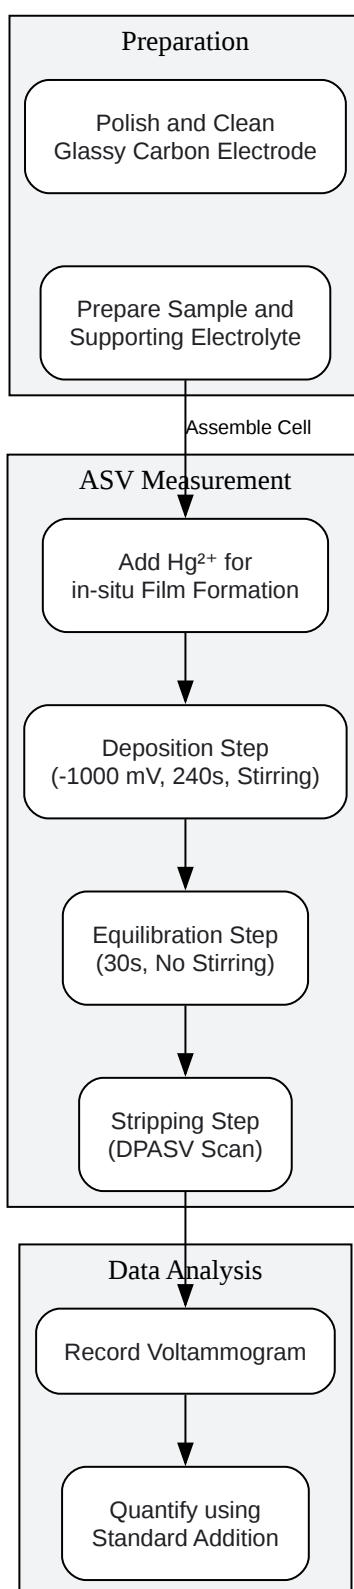 Preparation
Polish and Clean
Glassy Carbon Electrode
Prepare Sample and
Supporting Electrolyte
Assemble Cell
ASV Measurement
Add Hg²⁺ for
in-situ Film Formation
Deposition Step
(-1000 mV, 240s, Stirring)
Equilibration Step
(30s, No Stirring)
Stripping Step
(DPASV Scan)
Data Analysis
Record Voltammogram
Quantify using
Standard Addition